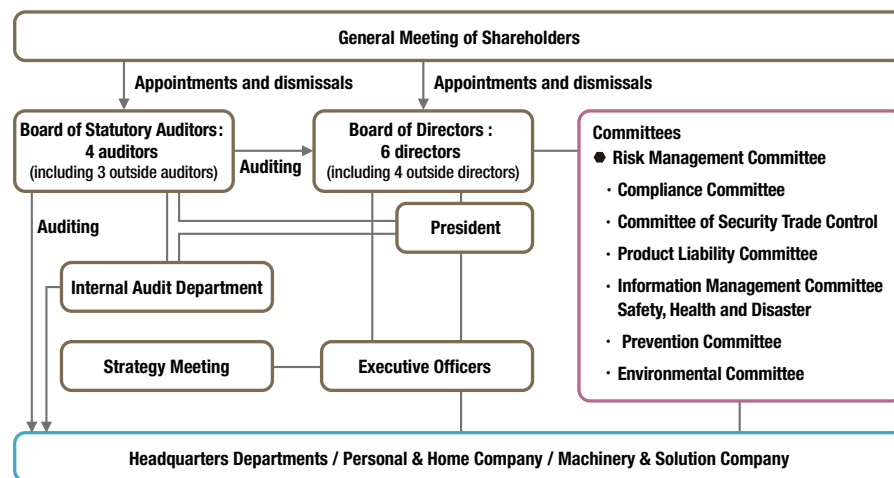 General Meeting of Shareholders
Appointments and dismissals
Appointments and dismissals
Board of Statutory Auditors:
4 auditors
(including 3 outside auditors)
Auditing
Board of Directors :
6 directors
(including 4 outside directors)
Committees
Risk Management Committee
・Compliance Committee
・Committee of Security Trade Control
・Product Liability Committee
・Information Management Committee
Safety, Health and Disaster
・Prevention Committee
・Environmental Committee
Auditing
President
Internal Audit Department
Strategy Meeting
Executive Officers
Headquarters Departments / Personal & Home Company / Machinery & Solution Company